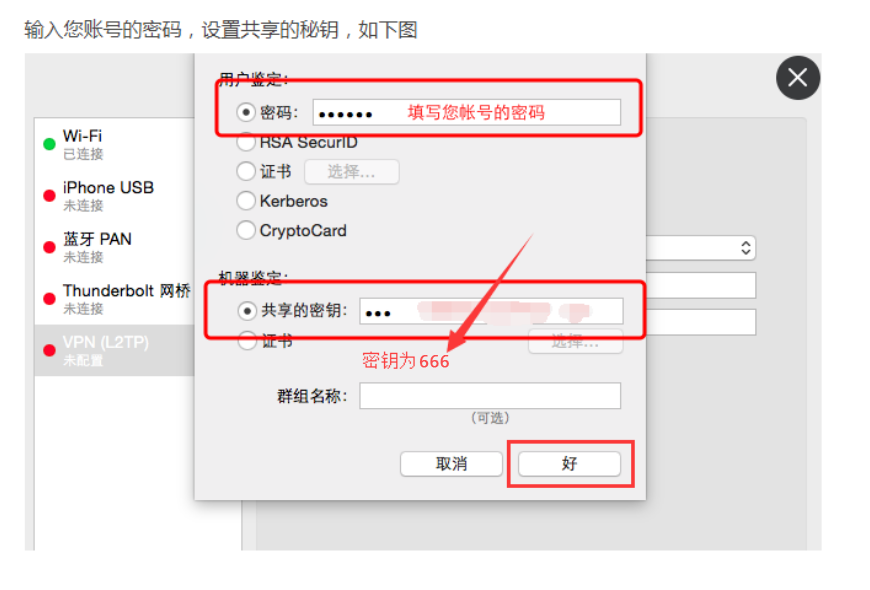 输入您账号的密码，设置共享的秘钥，如下图
用户鉴定：
密码： •••••• 填写您帐号的密码
RSA SecurID
证书 选择...
Kerberos
CryptoCard
机器鉴定：
共享的密钥： •••
证书 选择...
密钥为666
群组名称：
（可选）
取消 好
Wi-Fi
已连接
iPhone USB
未连接
蓝牙 PAN
未连接
Thunderbolt 网桥
未连接
VPN (L2TP)
未配置